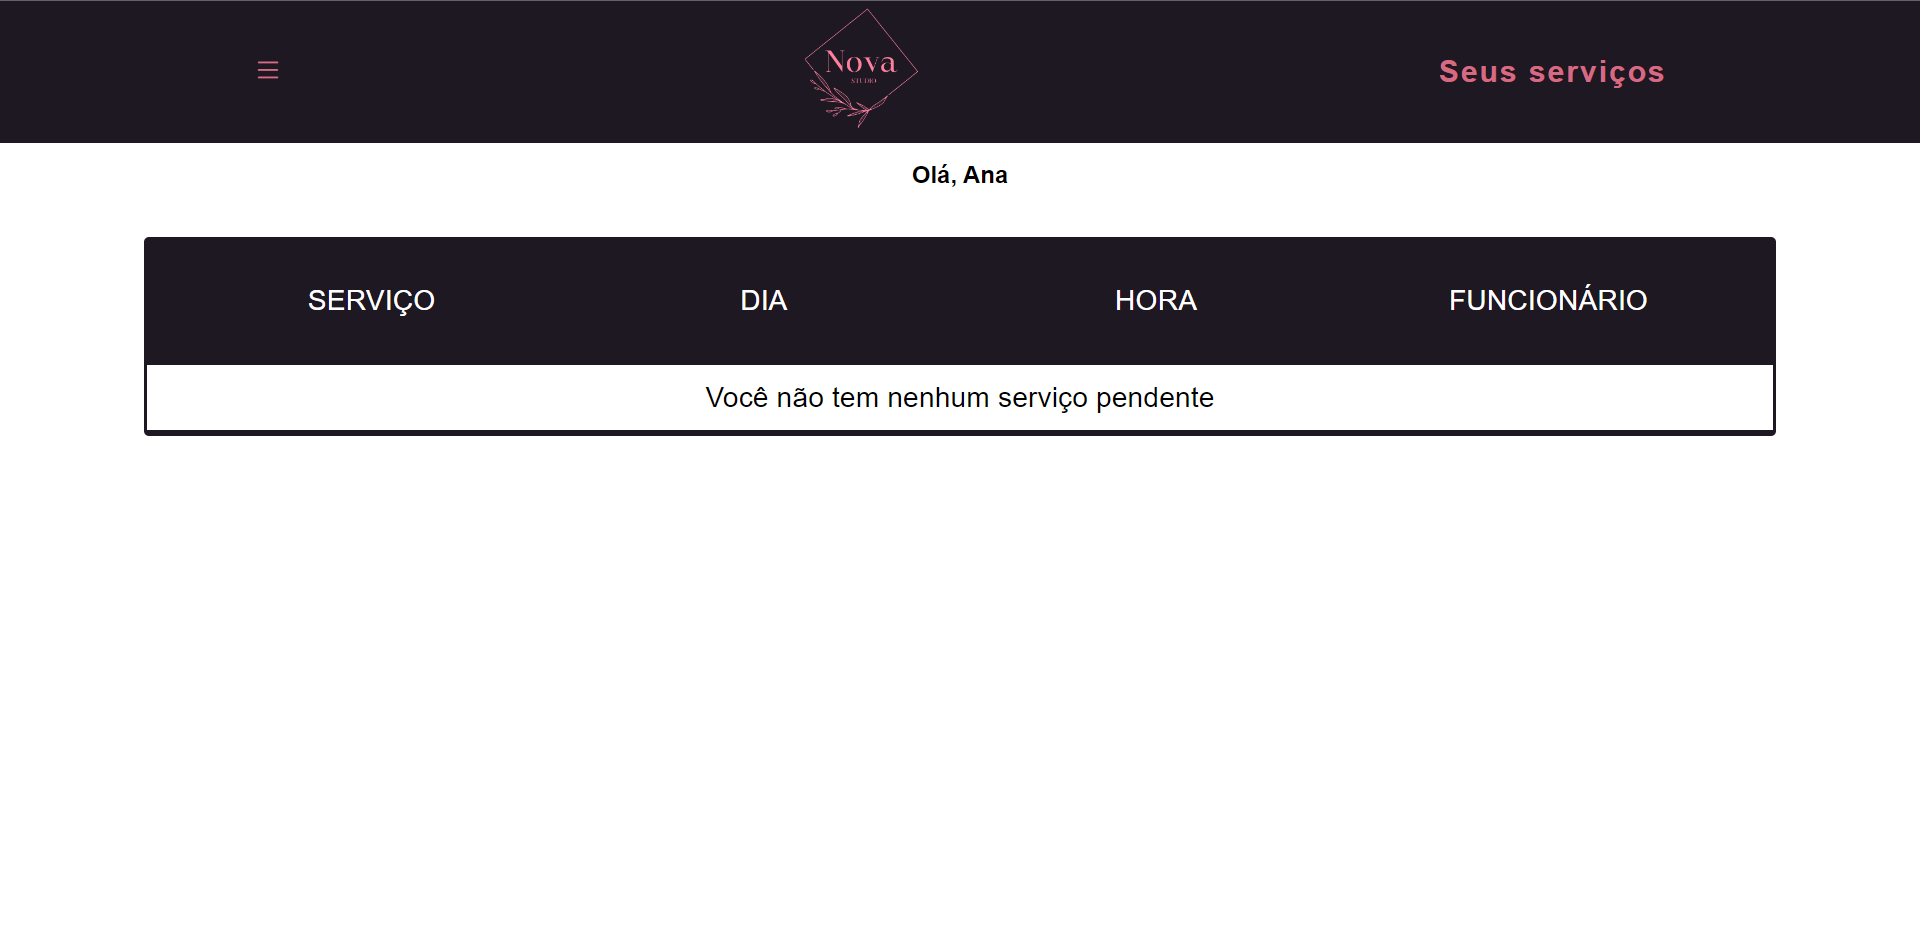 Nova
STUDIO
Seus serviços
Olá, Ana
SERVIÇO DIA HORA FUNCIONÁRIO
Você não tem nenhum serviço pendente